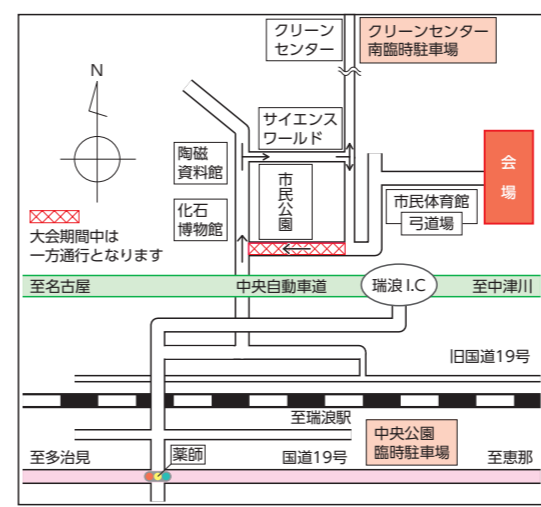 クリーン
センター
クリーンセンター
南臨時駐車場
N
サイエンス
ワールド
陶磁
資料館
市民公園
会場
化石
博物館
市民体育館
弓道場
大会期間中は
一方通行となります
至名古屋
中央自動車道
瑞浪 I.C
至中津川
旧国道19号
至瑞浪駅
中央公園
臨時駐車場
至多治見
薬師
国道19号
至恵那